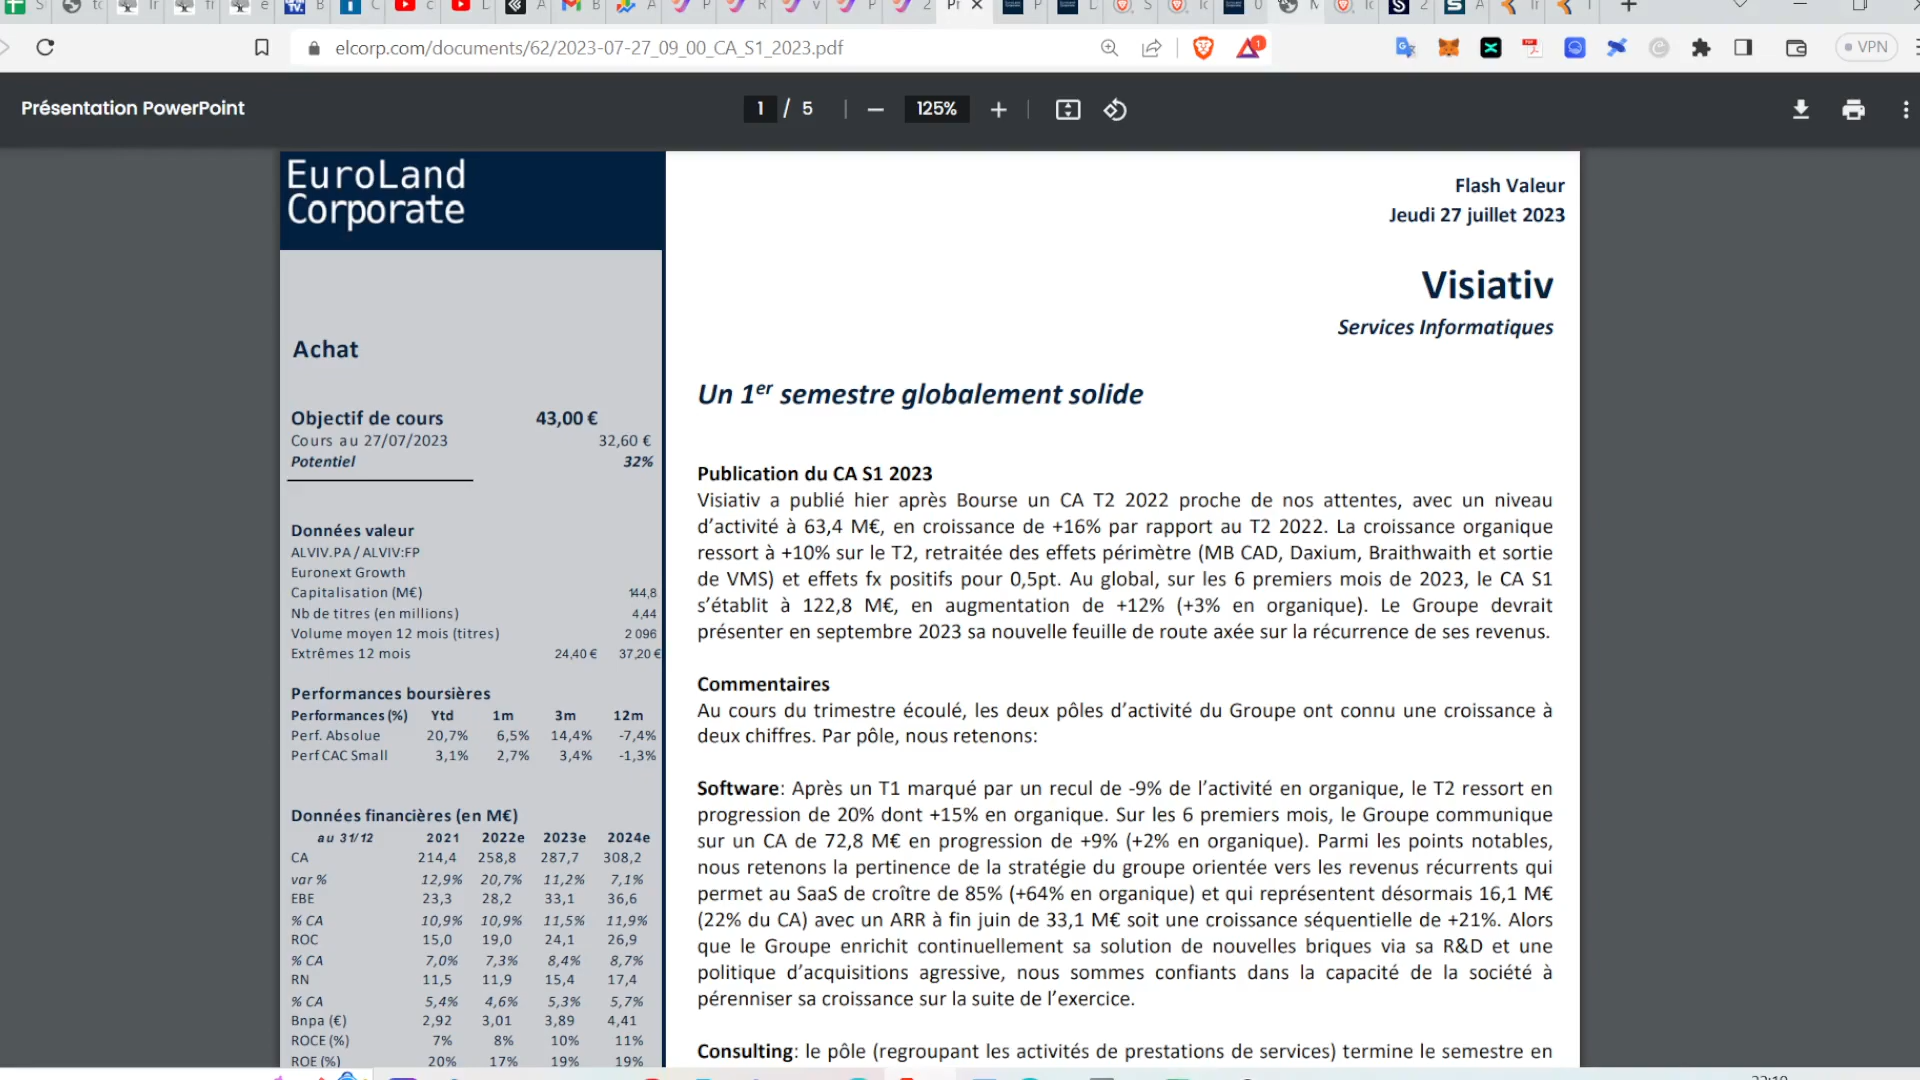 elcorp.com/documents/62/2023-07-27_09_00_CA_S1_2023.pdf
VPN
Présentation PowerPoint
1 / 5
125%
EuroLand
Corporate
Achat
Objectif de cours 43,00 €
Cours au 27/07/2023 32,60 €
Potentiel 32%
Données valeur
ALVIV.PA / ALVIV:FP
Euronext Growth
Capitalisation (M€) 144,8
Nb de titres (en millions) 4,44
Volume moyen 12 mois (titres) 2 096
Extrêmes 12 mois 24,40 € 37,20 €
Performances boursières
Performances (%) Ytd 1m 3m 12m
Perf. Absolue 20,7% 6,5% 14,4% -7,4%
Perf CAC Small 3,1% 2,7% 3,4% -1,3%
Données financières (en M€)
au 31/12 2021 2022e 2023e 2024e
CA 214,4 258,8 287,7 308,2
var % 12,9% 20,7% 11,2% 7,1%
EBE 23,3 28,2 33,1 36,6
% CA 10,9% 10,9% 11,5% 11,9%
ROC 15,0 19,0 24,1 26,9
% CA 7,0% 7,3% 8,4% 8,7%
RN 11,5 11,9 15,4 17,4
% CA 5,4% 4,6% 5,3% 5,7%
Bnpa (€) 2,92 3,01 3,89 4,41
ROCE (%) 7% 8% 10% 11%
ROE (%) 20% 17% 19% 19%
Flash Valeur
Jeudi 27 juillet 2023
Visiativ
Services Informatiques
Un 1er semestre globalement solide
Publication du CA S1 2023
Visiativ a publié hier après Bourse un CA T2 2022 proche de nos attentes, avec un niveau
d’activité à 63,4 M€, en croissance de +16% par rapport au T2 2022. La croissance organique
ressort à +10% sur le T2, retraitée des effets périmètre (MB CAD, Daxium, Braithwaith et sortie
de VMS) et effets fx positifs pour 0,5pt. Au global, sur les 6 premiers mois de 2023, le CA S1
s’établit à 122,8 M€, en augmentation de +12% (+3% en organique). Le Groupe devrait
présenter en septembre 2023 sa nouvelle feuille de route axée sur la récurrence de ses revenus.
Commentaires
Au cours du trimestre écoulé, les deux pôles d’activité du Groupe ont connu une croissance à
deux chiffres. Par pôle, nous retenons:
Software: Après un T1 marqué par un recul de -9% de l’activité en organique, le T2 ressort en
progression de 20% dont +15% en organique. Sur les 6 premiers mois, le Groupe communique
sur un CA de 72,8 M€ en progression de +9% (+2% en organique). Parmi les points notables,
nous retenons la pertinence de la stratégie du groupe orientée vers les revenus récurrents qui
permet au SaaS de croître de 85% (+64% en organique) et qui représentent désormais 16,1 M€
(22% du CA) avec un ARR à fin juin de 33,1 M€ soit une croissance séquentielle de +21%. Alors
que le Groupe enrichit continuellement sa solution de nouvelles briques via sa R&D et une
politique d’acquisitions agressive, nous sommes confiants dans la capacité de la société à
pérenniser sa croissance sur la suite de l’exercice.
Consulting: le pôle (regroupant les activités de prestations de services) termine le semestre en